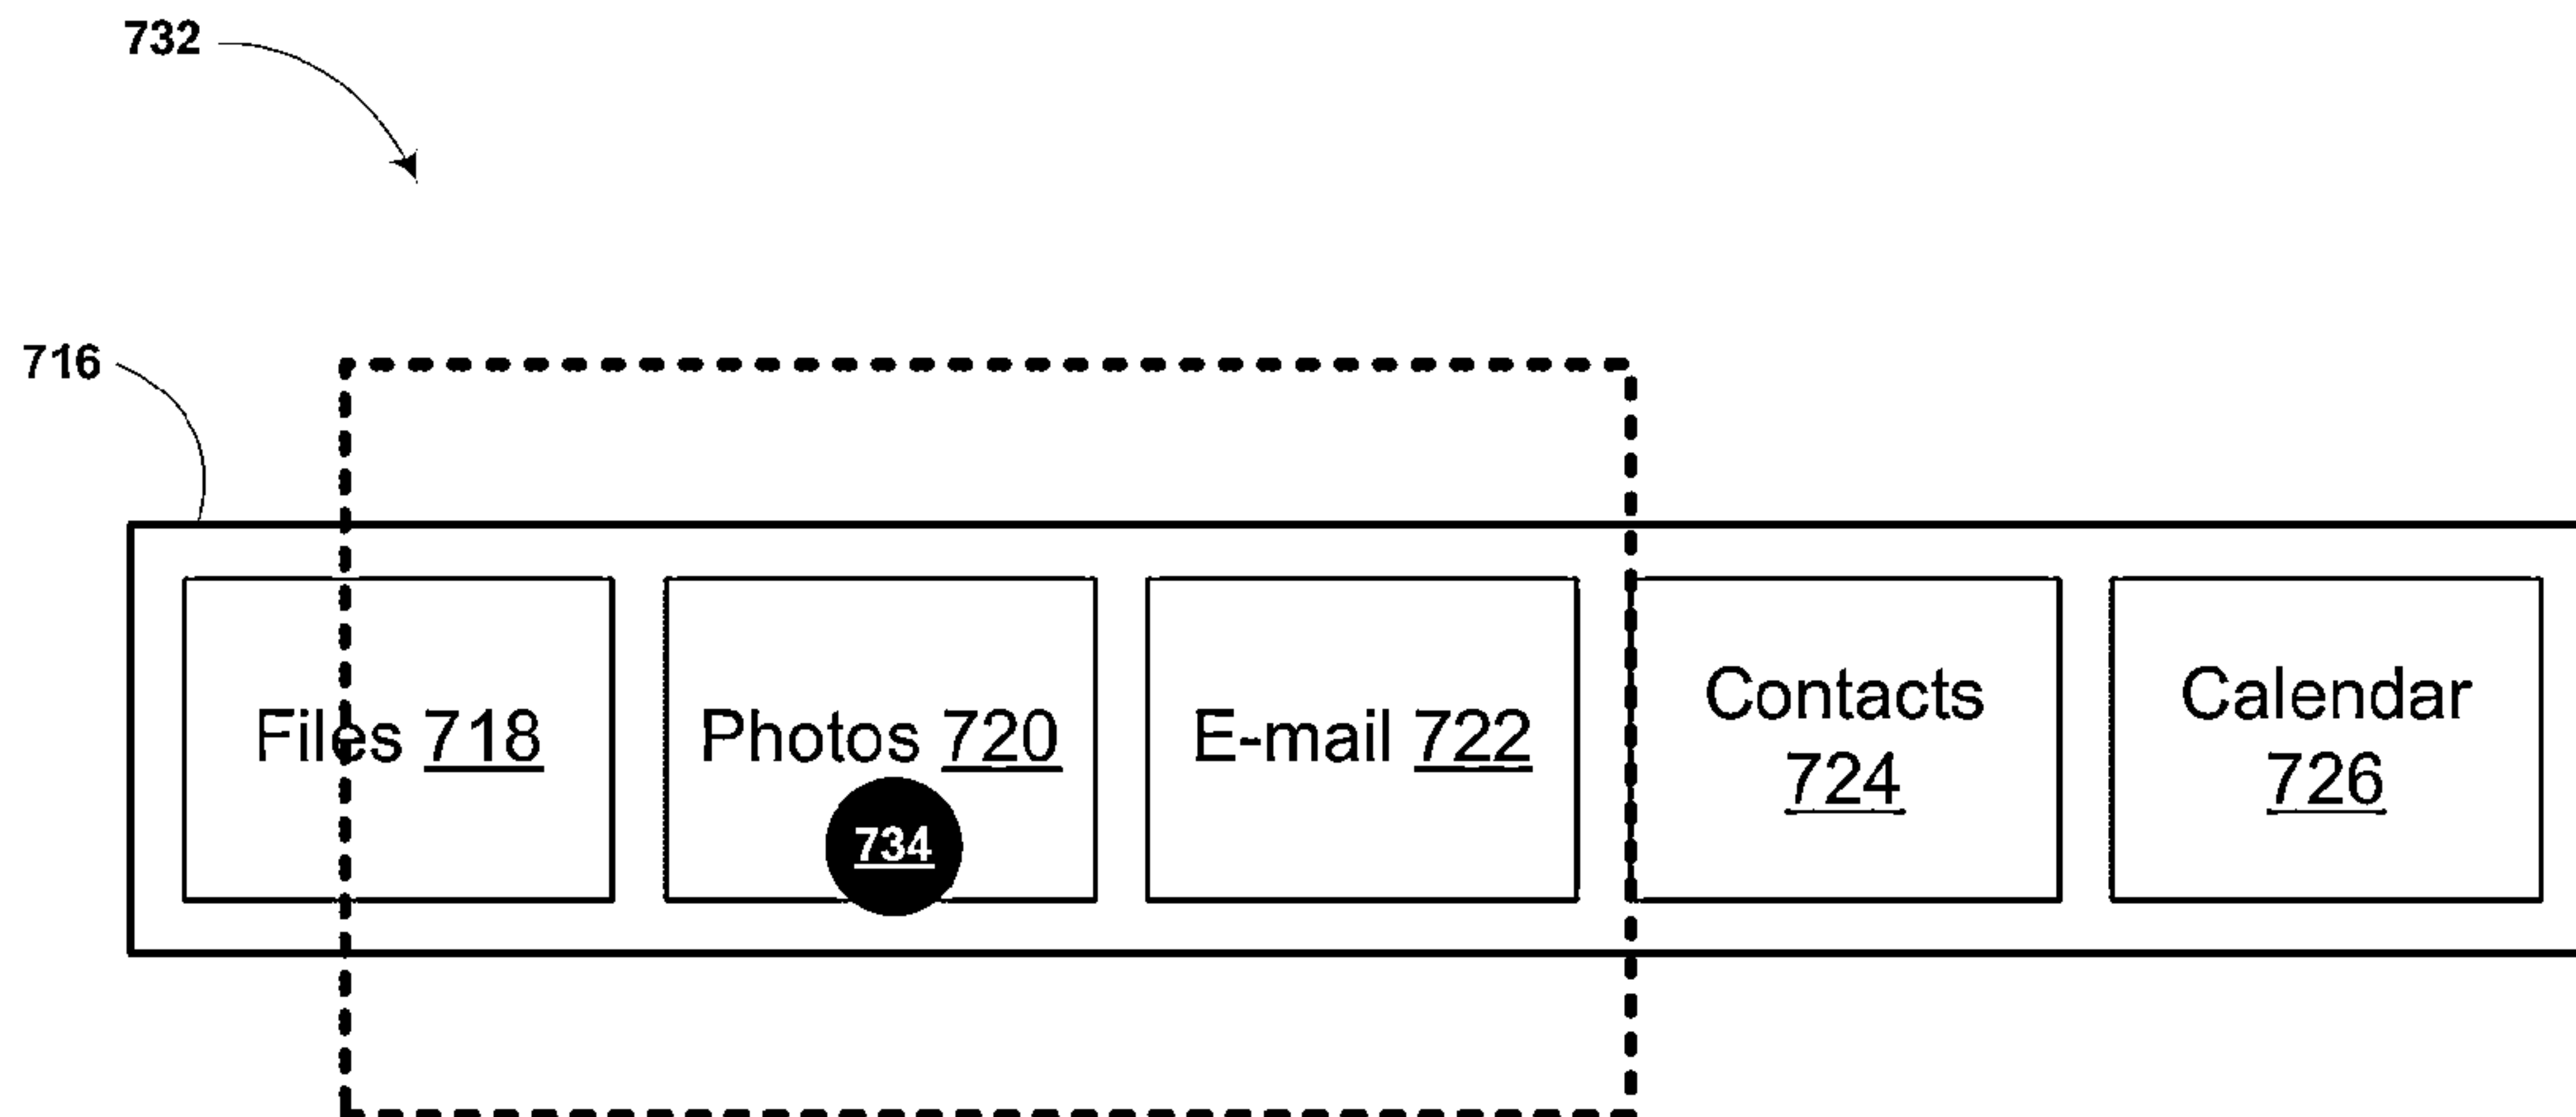 732
716
Files 718
Photos 720
734
E-mail 722
Contacts
724
Calendar
726